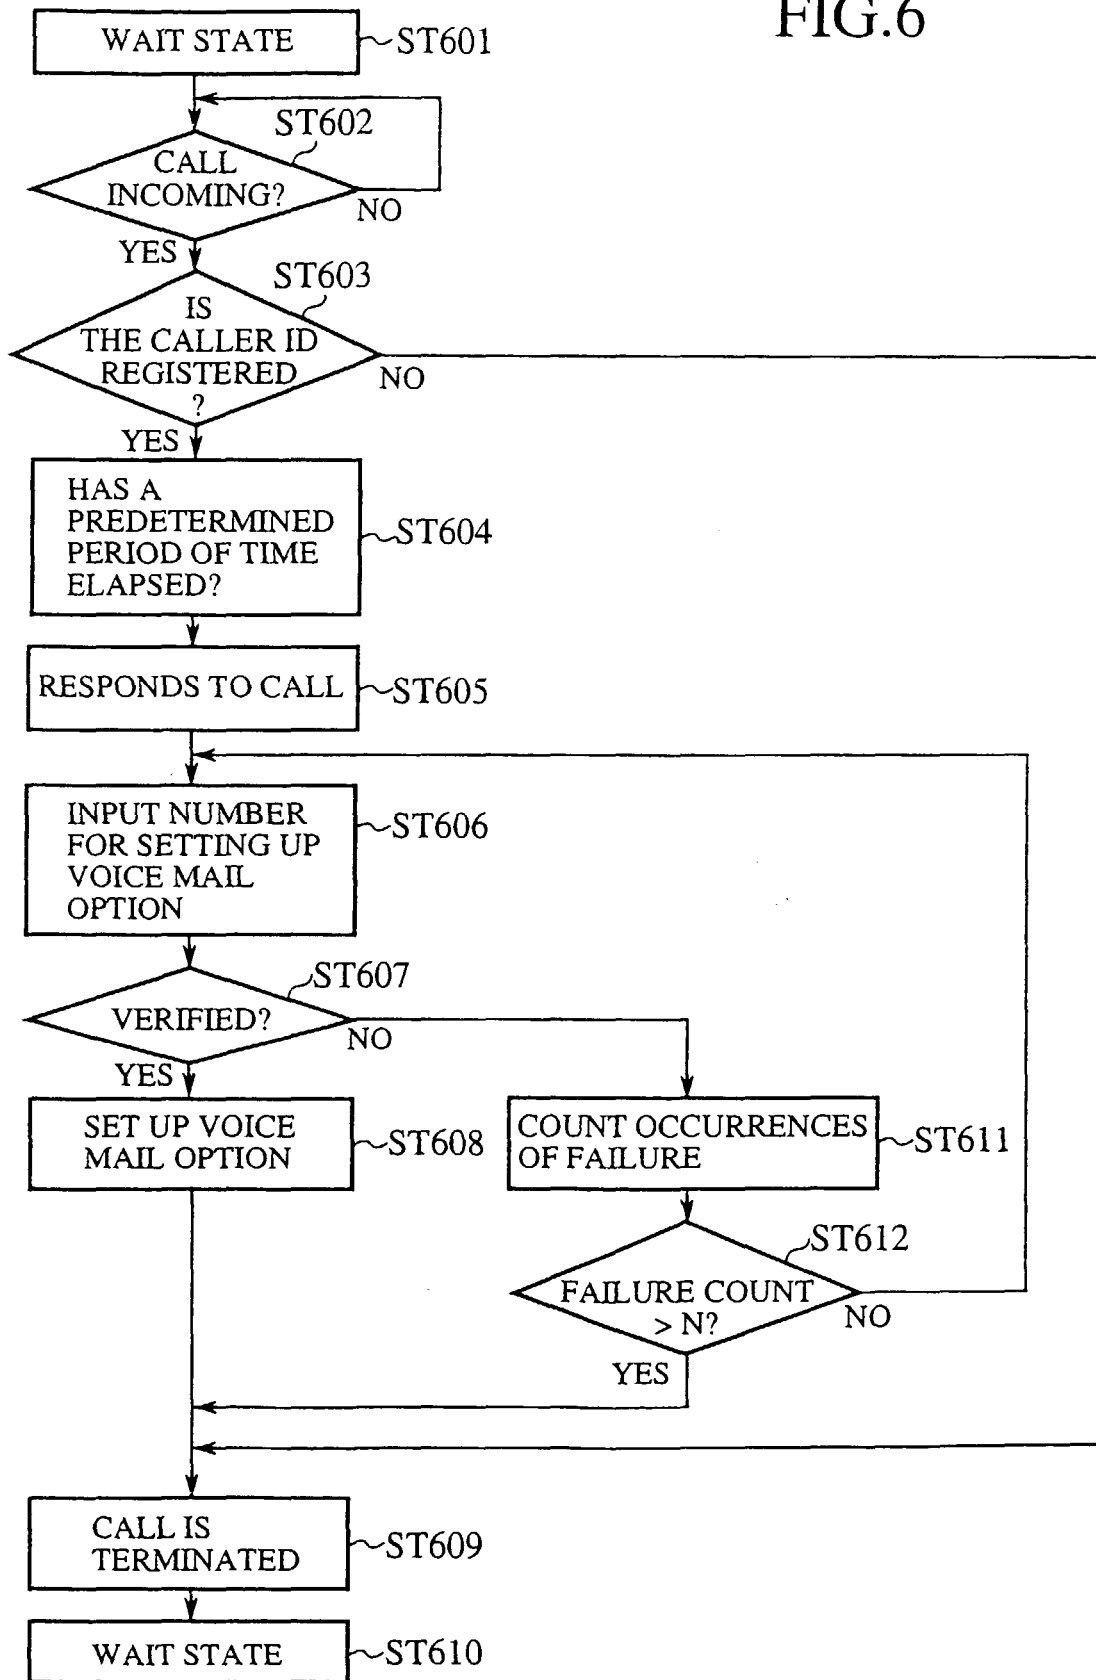 FIG.6
WAIT STATE
ST601
ST602
CALL
INCOMING?
NO
YES
ST603
IS
THE CALLER ID
REGISTERED
?
NO
YES
HAS A
PREDETERMINED
PERIOD OF TIME
ELAPSED?
ST604
RESPONDS TO CALL
ST605
INPUT NUMBER
FOR SETTING UP
VOICE MAIL
OPTION
ST606
ST607
VERIFIED?
NO
YES
SET UP VOICE
MAIL OPTION
ST608
COUNT OCCURRENCES
OF FAILURE
ST611
ST612
FAILURE COUNT
> N?
NO
YES
CALL IS
TERMINATED
ST609
WAIT STATE
ST610